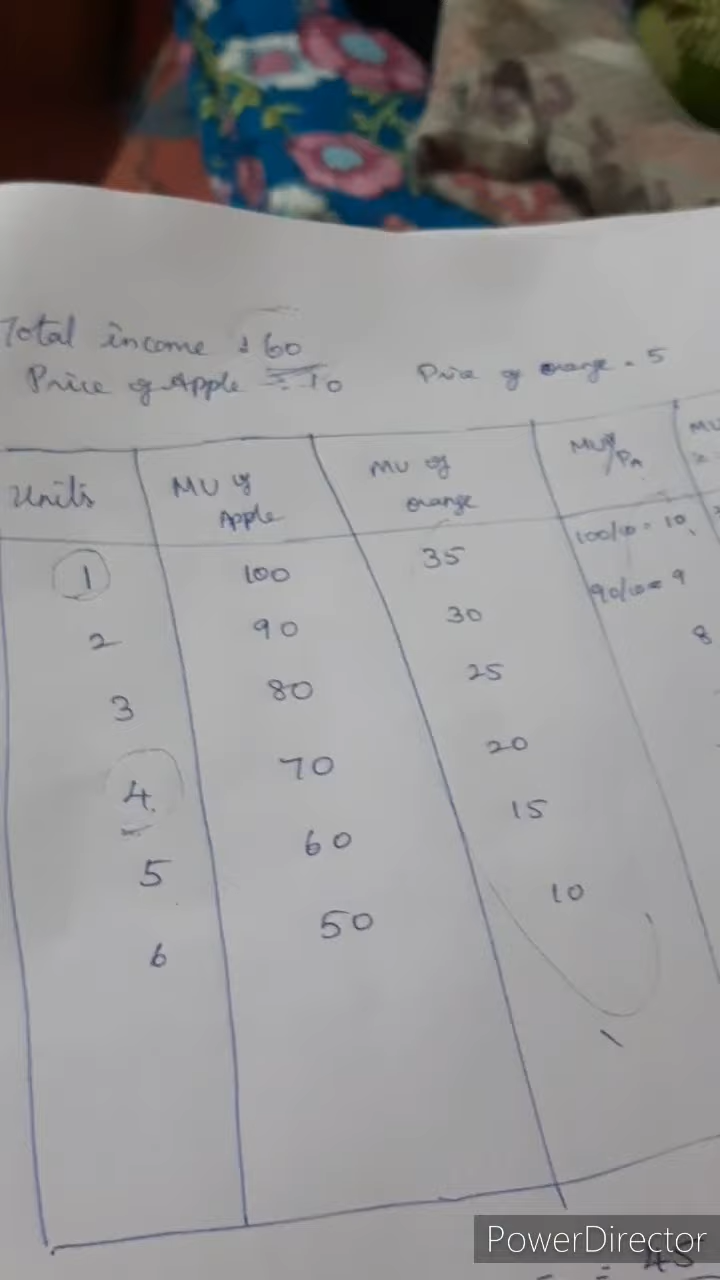 Total income : 60
Price of Apple = 10 Price of orange = 5
Units MU of Apple MU of orange MU/PA MU
1 100 35 100/10 = 10
2 90 30 90/10 = 9
3 80 25 8
4. 70 20
5 60 15
6 50 10
PowerDirector
45